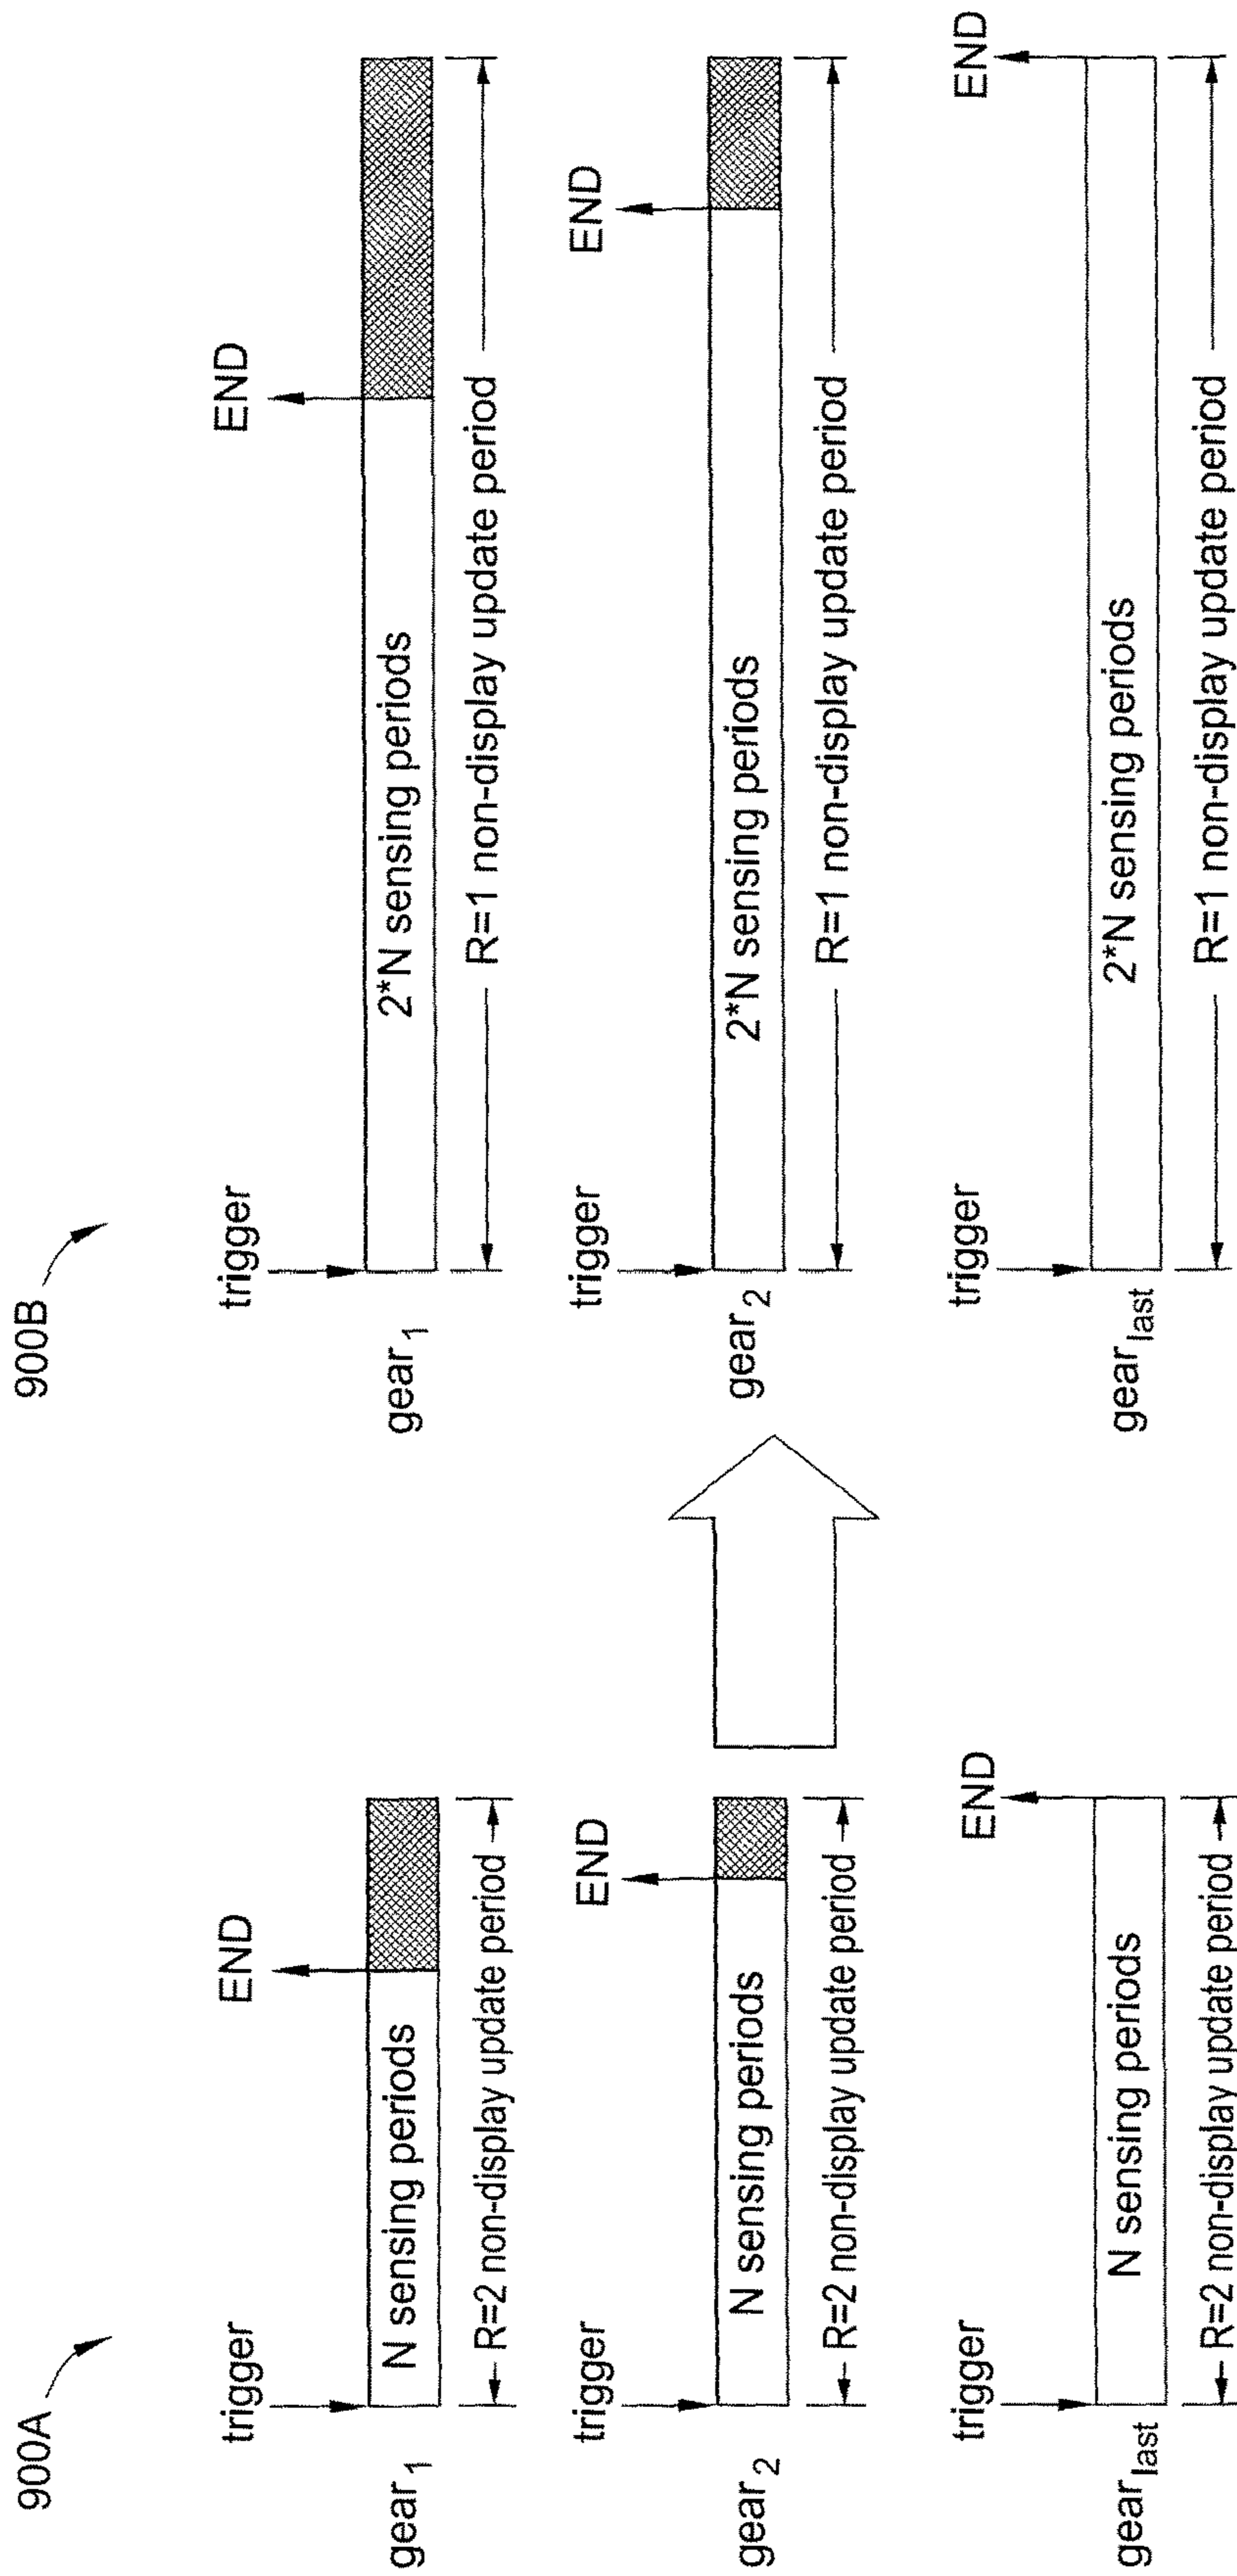 900A
trigger
END
gear1
N sensing periods
R=2 non-display update period
trigger
END
gear2
N sensing periods
R=2 non-display update period
trigger
END
gearlast
N sensing periods
R=2 non-display update period
900B
trigger
END
gear1
2*N sensing periods
R=1 non-display update period
trigger
END
gear2
2*N sensing periods
R=1 non-display update period
trigger
END
gearlast
2*N sensing periods
R=1 non-display update period